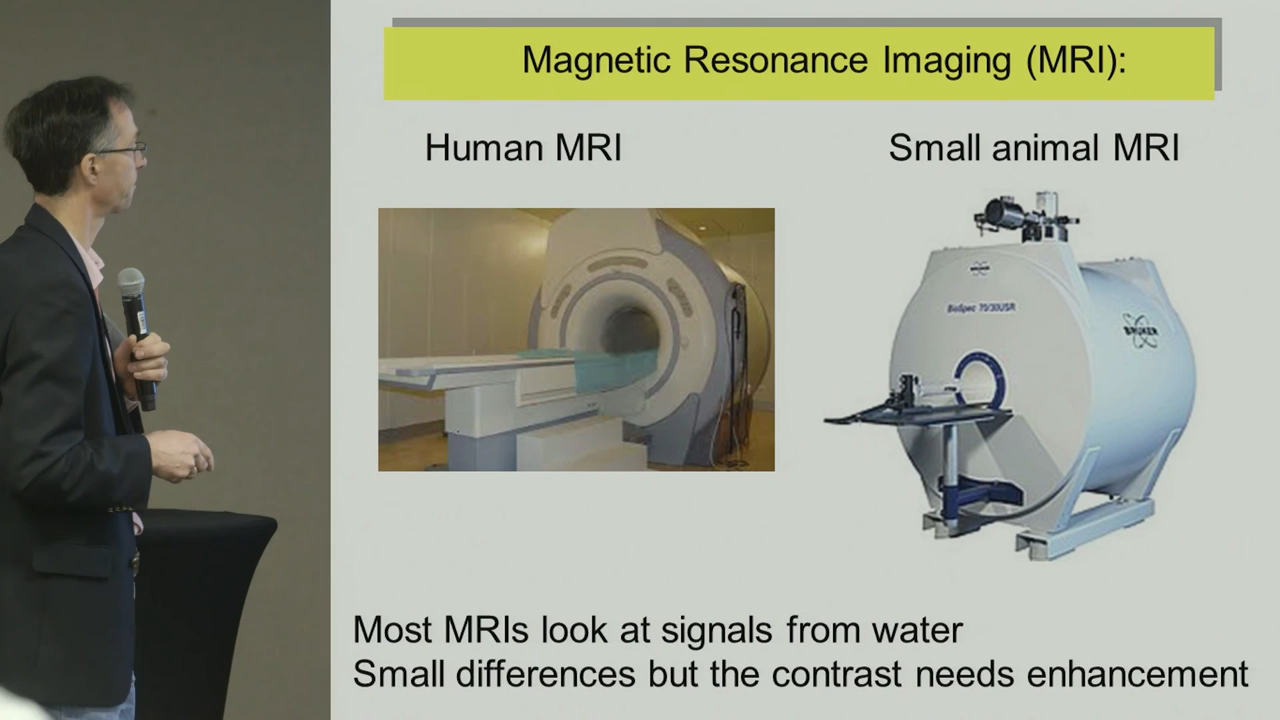 Magnetic Resonance Imaging (MRI):
Human MRI
Small animal MRI
BRUKER
BioSpec 70/30USR
BRUKER
Most MRIs look at signals from water
Small differences but the contrast needs enhancement